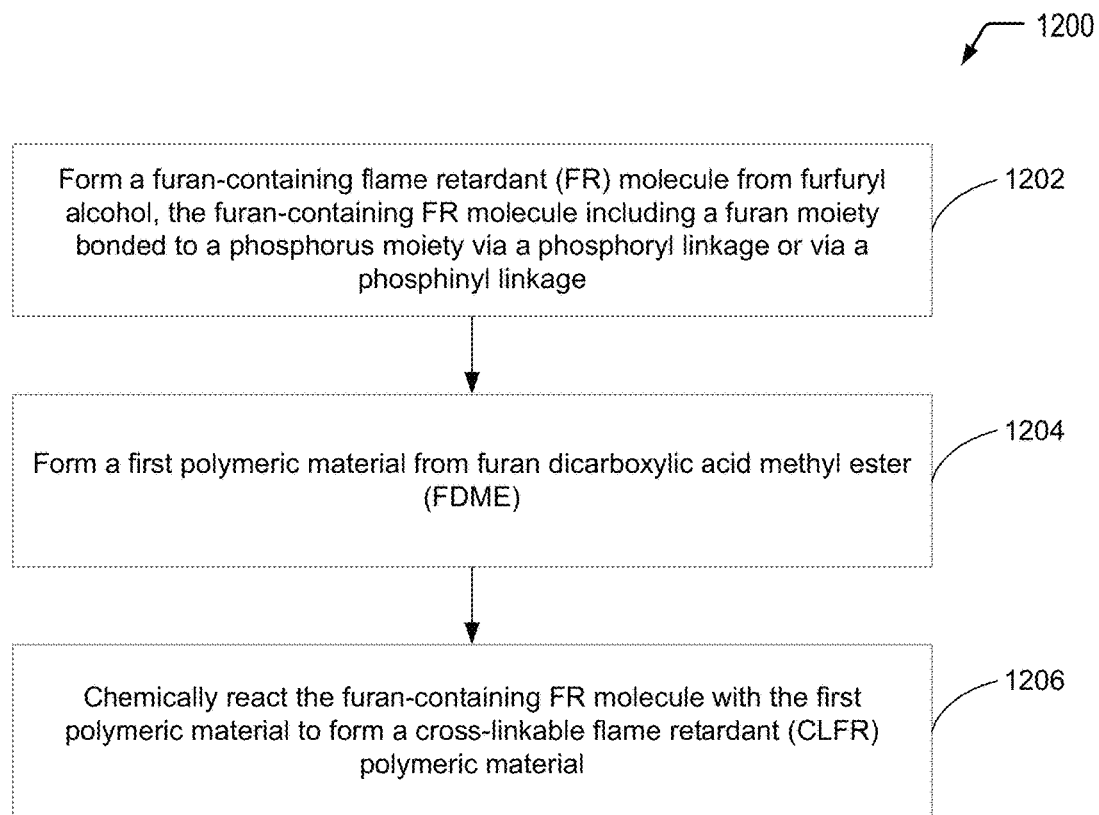 1200
Form a furan-containing flame retardant (FR) molecule from furfuryl
alcohol, the furan-containing FR molecule including a furan moiety
bonded to a phosphorus moiety via a phosphoryl linkage or via a
phosphinyl linkage
1202
Form a first polymeric material from furan dicarboxylic acid methyl ester
(FDME)
1204
Chemically react the furan-containing FR molecule with the first
polymeric material to form a cross-linkable flame retardant (CLFR)
polymeric material
1206